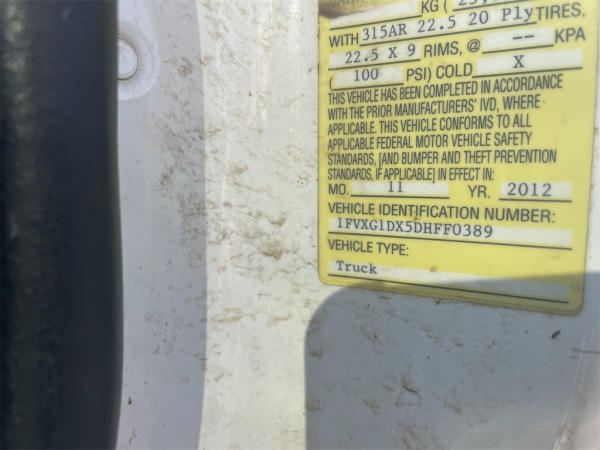 KG (
WITH 315AR 22.5 20 Ply TIRES,
22.5 X 9 RIMS, @ -- KPA
( 100 PSI) COLD X
THIS VEHICLE HAS BEEN COMPLETED IN ACCORDANCE
WITH THE PRIOR MANUFACTURERS' IVD, WHERE
APPLICABLE. THIS VEHICLE CONFORMS TO ALL
APPLICABLE FEDERAL MOTOR VEHICLE SAFETY
STANDARDS, [AND BUMPER AND THEFT PREVENTION
STANDARDS, IF APPLICABLE] IN EFFECT IN:
MO. 11 YR. 2012
VEHICLE IDENTIFICATION NUMBER:
1FVXG1DX5DHFF0389
VEHICLE TYPE:
Truck